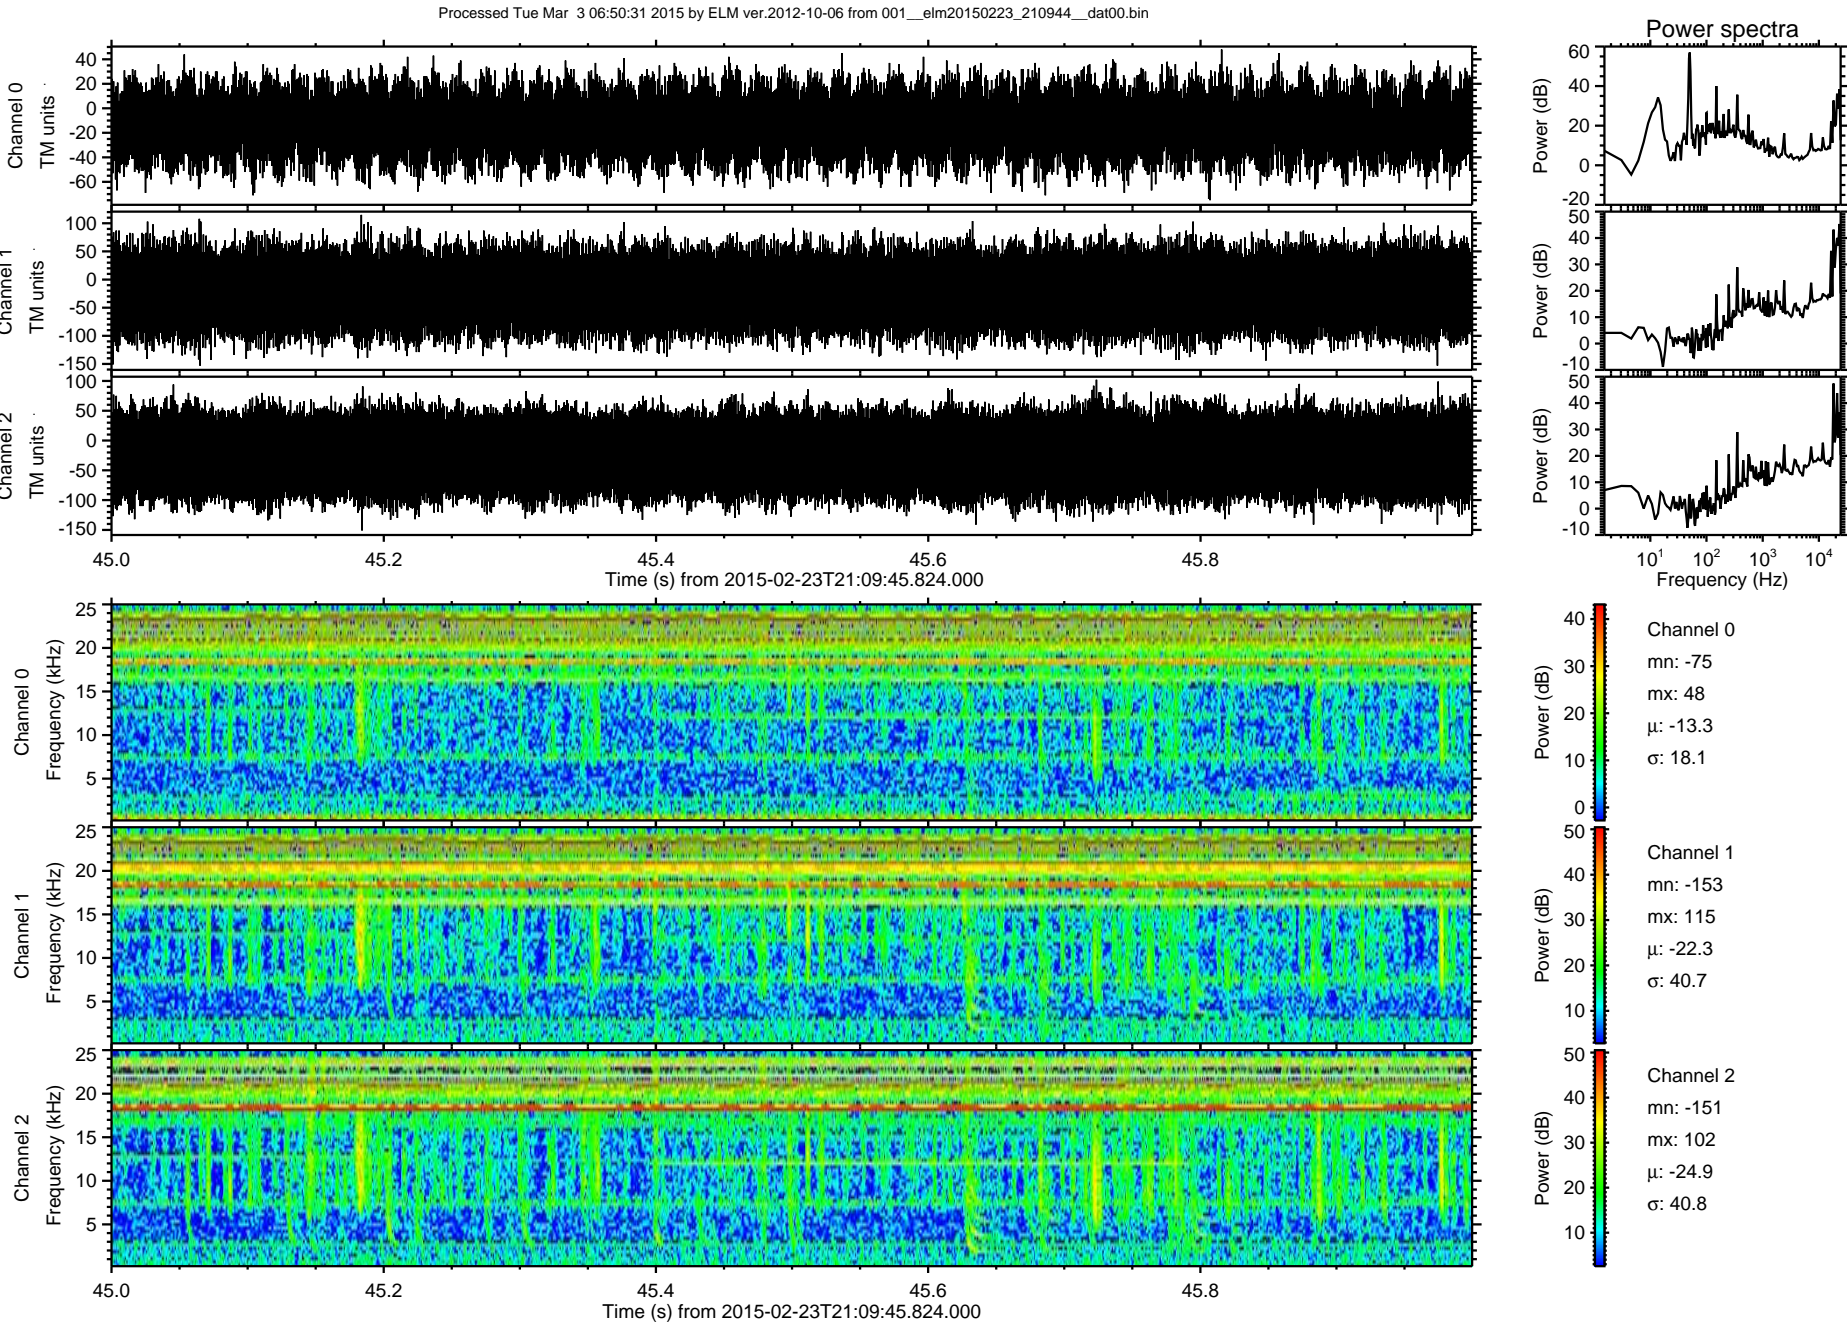 Processed Tue Mar  3 06:50:31 2015 by ELM ver.2012-10-06 from 001__elm20150223_210944__dat00.bin
Power spectra
Channel 0
TM units
40
20
0
-20
-40
-60
Power (dB)
60
40
20
0
-20
Channel 1
TM units
100
50
0
-50
-100
-150
Power (dB)
50
40
30
20
10
0
-10
Channel 2
TM units
100
50
0
-50
-100
-150
Power (dB)
50
40
30
20
10
0
-10
45.0 45.2 45.4 45.6 45.8
Time (s) from 2015-02-23T21:09:45.824.000
10¹ 10² 10³ 10⁴
Frequency (Hz)
Channel 0
Frequency (kHz)
25
20
15
10
5
Power (dB)
40
30
20
10
0
Channel 0
mn: -75
mx: 48
μ: -13.3
σ: 18.1
Channel 1
Frequency (kHz)
25
20
15
10
5
Power (dB)
50
40
30
20
10
Channel 1
mn: -153
mx: 115
μ: -22.3
σ: 40.7
Channel 2
Frequency (kHz)
25
20
15
10
5
Power (dB)
50
40
30
20
10
Channel 2
mn: -151
mx: 102
μ: -24.9
σ: 40.8
45.0 45.2 45.4 45.6 45.8
Time (s) from 2015-02-23T21:09:45.824.000